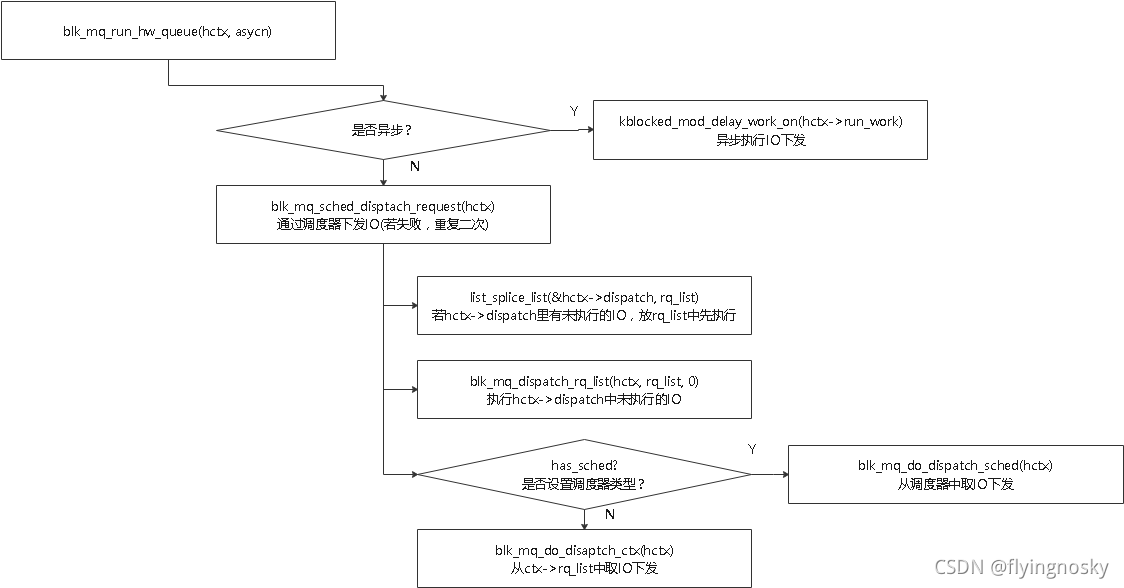 blk_mq_run_hw_queue(hctx, asycn)
是否异步？
Y
kblocked_mod_delay_work_on(hctx->run_work)
异步执行IO下发
N
blk_mq_sched_disptach_request(hctx)
通过调度器下发IO(若失败，重复二次)
list_splice_list(&hctx->dispatch, rq_list)
若hctx->dispatch里有未执行的IO，放rq_list中先执行
blk_mq_dispatch_rq_list(hctx, rq_list, 0)
执行hctx->dispatch中未执行的IO
has_sched?
是否设置调度器类型？
Y
blk_mq_do_dispatch_sched(hctx)
从调度器中取IO下发
N
blk_mq_do_disaptch_ctx(hctx)
从ctx->rq_list中取IO下发
CSDN @flyingnosky